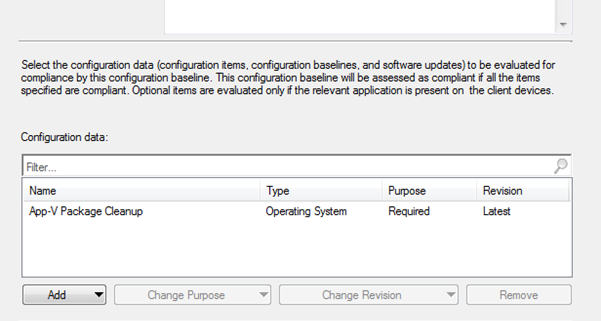 Select the configuration data (configuration items, configuration baselines, and software updates) to be evaluated for
compliance by this configuration baseline. This configuration baseline will be assessed as compliant if all the items
specified are compliant. Optional items are evaluated only if the relevant application is present on the client devices.
Configuration data:
Filter...
Name Type Purpose Revision
App-V Package Cleanup Operating System Required Latest
Add Change Purpose Change Revision Remove